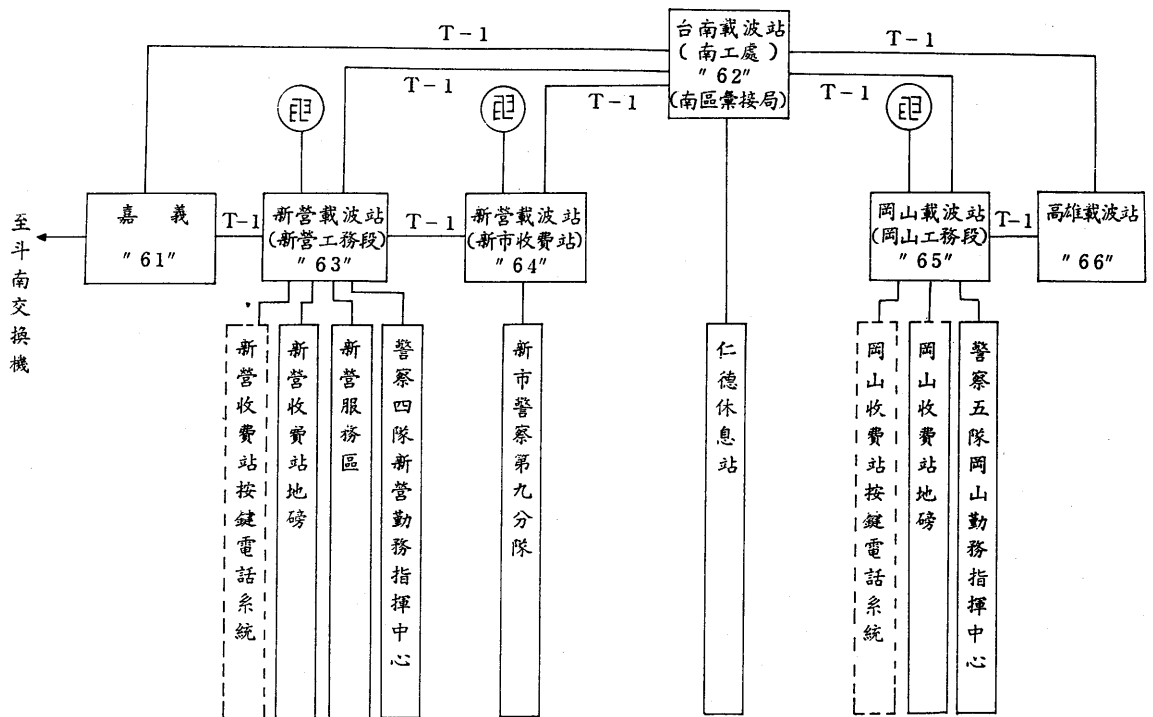 台南載波站
(南工處)
"62"
(南區彙接局)
T-1
T-1
T-1
T-1
T-1
嘉義
"61"
T-1
新營載波站
(新營工務段)
"63"
T-1
新營載波站
(新市收費站)
"64"
岡山載波站
(岡山工務段)
"65"
T-1
高雄載波站
"66"
至斗南交換機
新營收費站按鍵電話系統
新營收費站地磅
新營服務區
警察四隊新營勤務指揮中心
新市警察第九分隊
仁德休息站
岡山收費站按鍵電話系統
岡山收費站地磅
警察五隊岡山勤務指揮中心